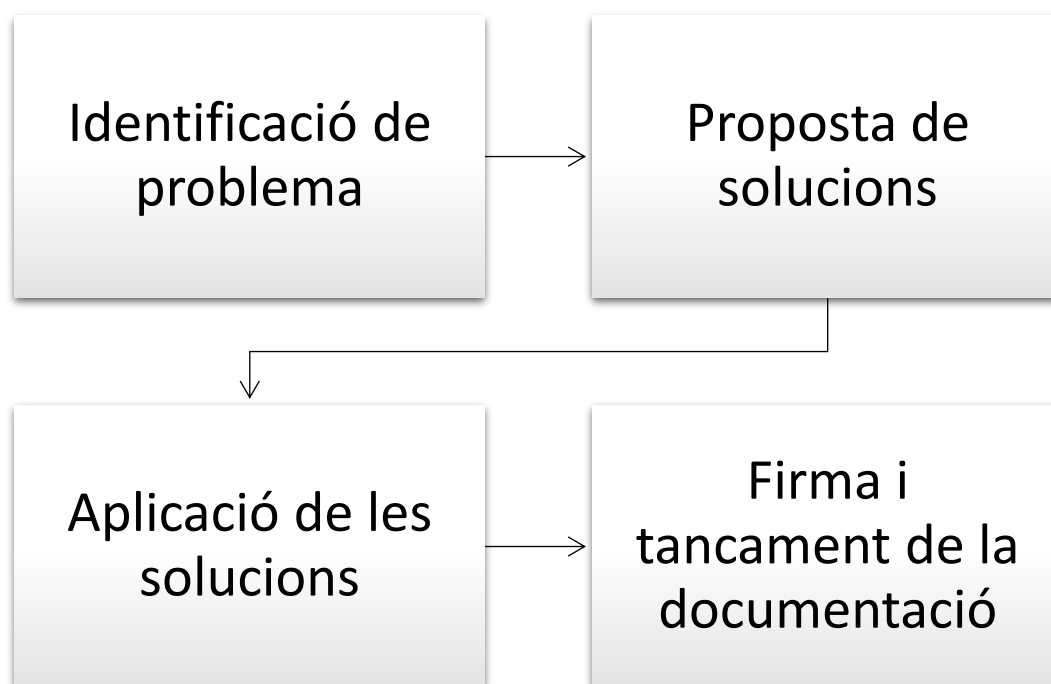 Identificació de
problema
Proposta de
solucions
Aplicació de les
solucions
Firma i
tancament de la
documentació